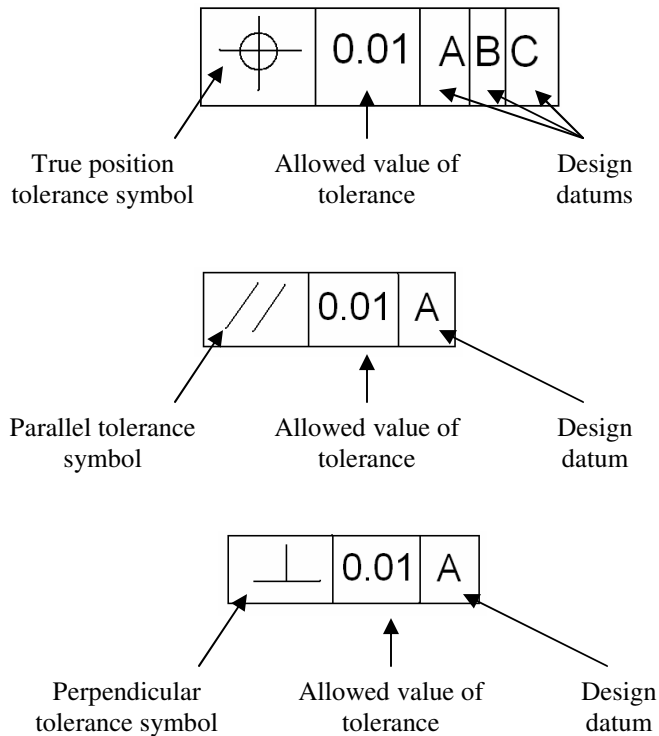 0.01 A B C
True position Allowed value of Design
tolerance symbol tolerance datums
0.01 A
Parallel tolerance Allowed value of Design
symbol tolerance datum
0.01 A
Perpendicular Allowed value of Design
tolerance symbol tolerance datum